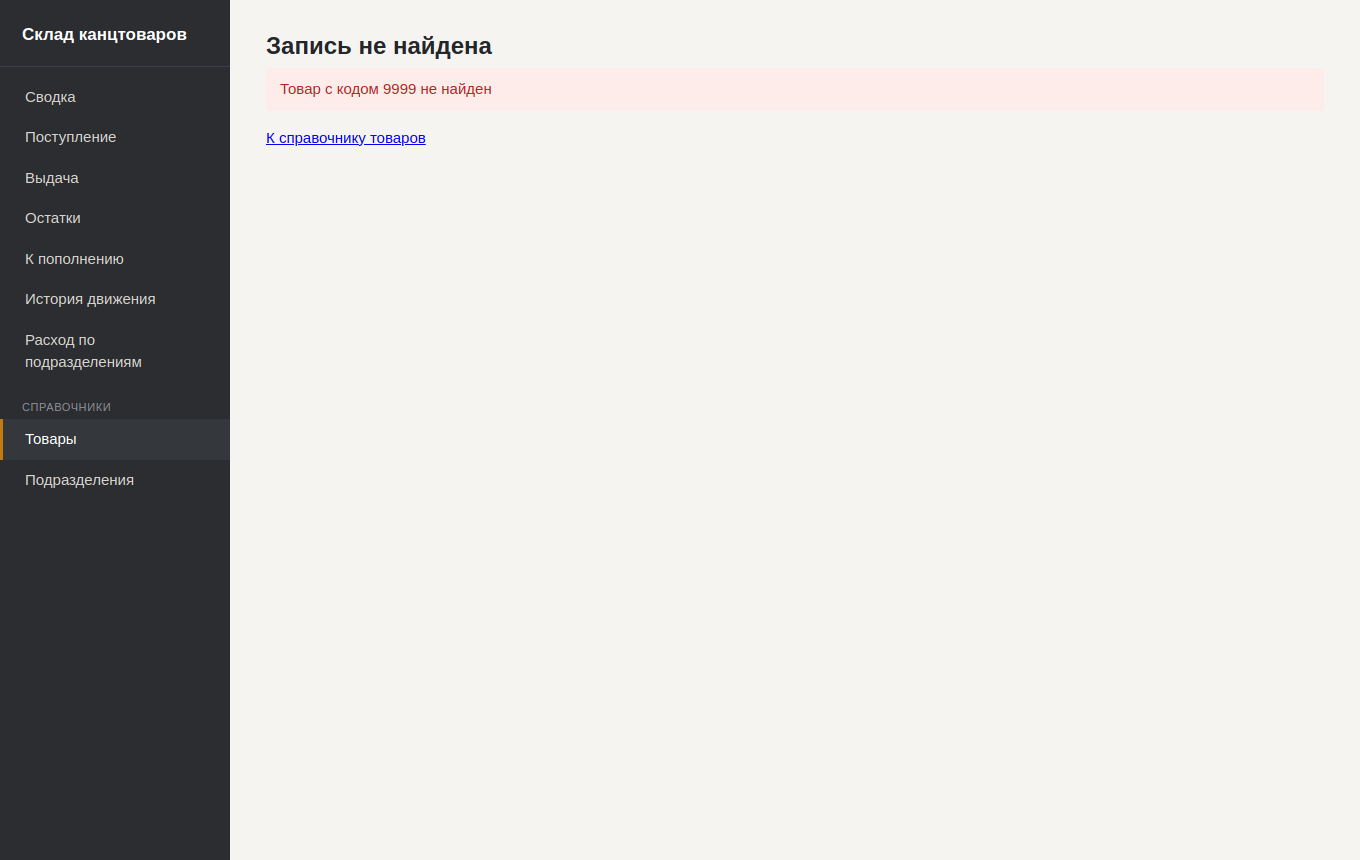 Склад канцтоваров
Сводка
Поступление
Выдача
Остатки
К пополнению
История движения
Расход по
подразделениям
СПРАВОЧНИКИ
Товары
Подразделения
Запись не найдена
Товар с кодом 9999 не найден
К справочнику товаров